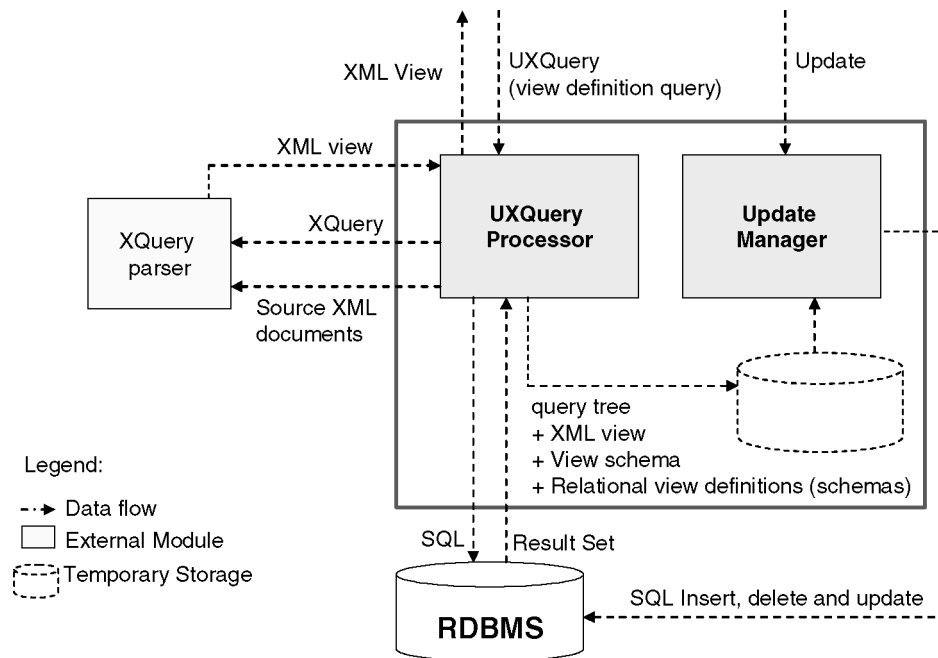 XML View
UXQuery
(view definition query)
Update
XML view
XQuery
parser
XQuery
Source XML
documents
UXQuery
Processor
Update
Manager
query tree
+ XML view
+ View schema
+ Relational view definitions (schemas)
Legend:
Data flow
External Module
Temporary Storage
SQL
Result Set
RDBMS
SQL Insert, delete and update